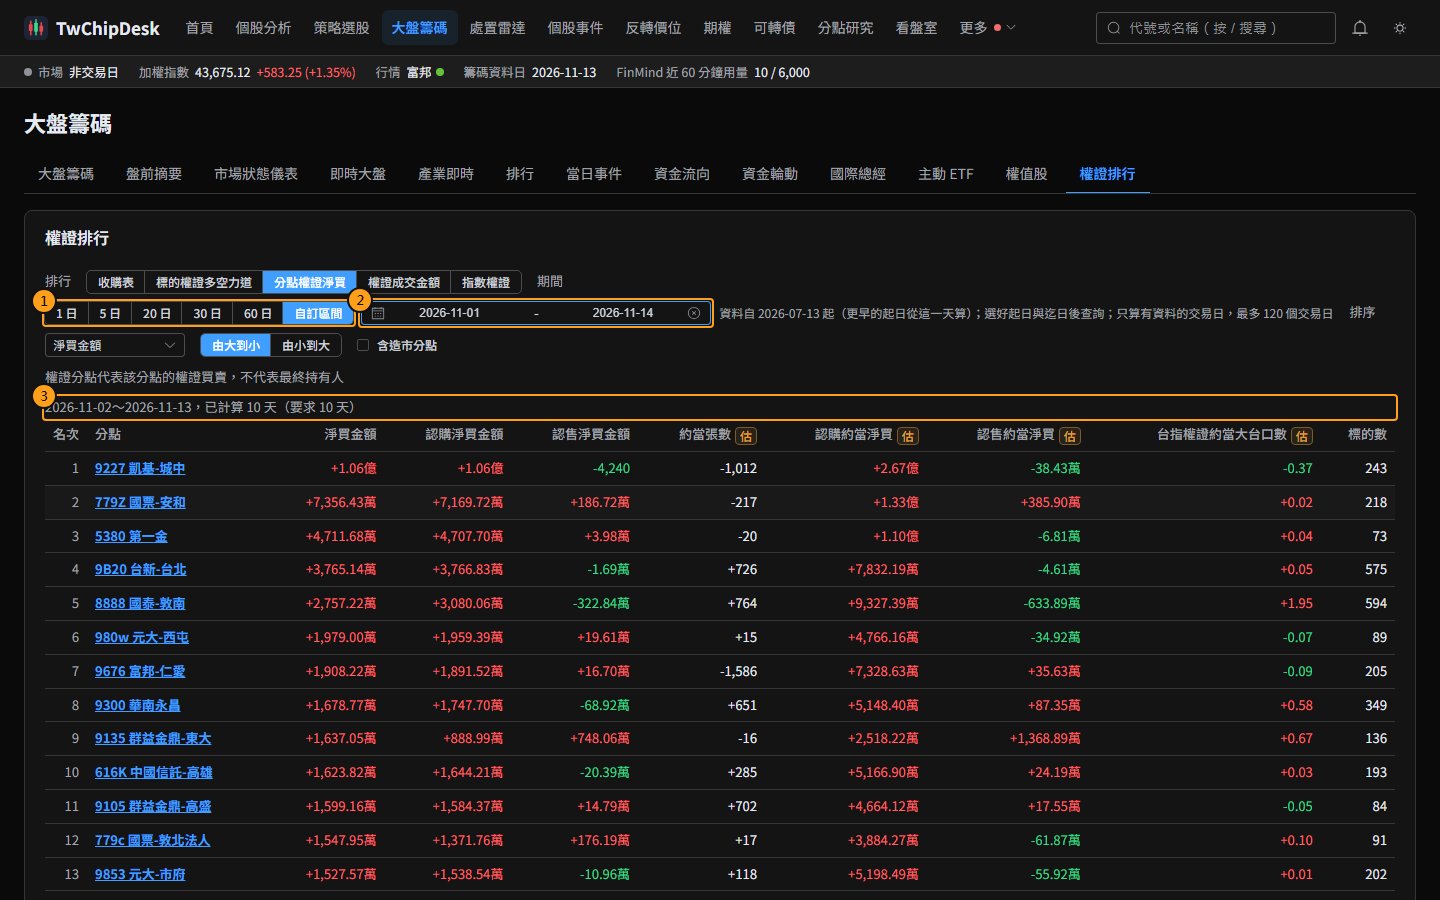 TwChipDesk 首頁 個股分析 策略選股 大盤籌碼 處置雷達 個股事件 反轉價位 期權 可轉債 分點研究 看盤室 更多 代號或名稱 ( 按 / 搜尋 )
市場 非交易日 加權指數 43,675.12 +583.25 (+1.35%) 行情 富邦 籌碼資料日 2026-11-13 FinMind 近 60 分鐘用量 10 / 6,000
大盤籌碼
大盤籌碼 盤前摘要 市場狀態儀表 即時大盤 產業即時 排行 當日事件 資金流向 資金輪動 國際總經 主動 ETF 權值股 權證排行
權證排行
排行 收購表 標的權證多空力道 分點權證淨買 權證成交金額 指數權證 期間
1 1 日 5 日 20 日 30 日 60 日 自訂區間 2 2026-11-01 - 2026-11-14 資料自 2026-07-13 起（更早的起日從這一天算）；選好起日與迄日後查詢；只算有資料的交易日，最多 120 個交易日 排序
淨買金額 由大到小 由小到大 含造市分點
權證分點代表該分點的權證買賣，不代表最終持有人
3 2026-11-02～2026-11-13，已計算 10 天（要求 10 天）
名次 分點 淨買金額 認購淨買金額 認售淨買金額 約當張數 估 認購約當淨買 估 認售約當淨買 估 台指權證約當大台口數 估 標的數
1 9227 凱基-城中 +1.06億 +1.06億 -4,240 -1,012 +2.67億 -38.43萬 -0.37 243
2 779Z 國票-安和 +7,356.43萬 +7,169.72萬 +186.72萬 -217 +1.33億 +385.90萬 +0.02 218
3 5380 第一金 +4,711.68萬 +4,707.70萬 +3.98萬 -20 +1.10億 -6.81萬 +0.04 73
4 9B20 台新-台北 +3,765.14萬 +3,766.83萬 -1.69萬 +726 +7,832.19萬 -4.61萬 +0.05 575
5 8888 國泰-敦南 +2,757.22萬 +3,080.06萬 -322.84萬 +764 +9,327.39萬 -633.89萬 +1.95 594
6 980w 元大-西屯 +1,979.00萬 +1,959.39萬 +19.61萬 +15 +4,766.16萬 -34.92萬 -0.07 89
7 9676 富邦-仁愛 +1,908.22萬 +1,891.52萬 +16.70萬 -1,586 +7,328.63萬 +35.63萬 -0.09 205
8 9300 華南永昌 +1,678.77萬 +1,747.70萬 -68.92萬 +651 +5,148.40萬 +87.35萬 +0.58 349
9 9135 群益金鼎-東大 +1,637.05萬 +888.99萬 +748.06萬 -16 +2,518.22萬 +1,368.89萬 +0.67 136
10 616K 中國信託-高雄 +1,623.82萬 +1,644.21萬 -20.39萬 +285 +5,166.90萬 +24.19萬 +0.03 193
11 9105 群益金鼎-高盛 +1,599.16萬 +1,584.37萬 +14.79萬 +702 +4,664.12萬 +17.55萬 -0.05 84
12 779c 國票-敦北法人 +1,547.95萬 +1,371.76萬 +176.19萬 +17 +3,884.27萬 -61.87萬 +0.10 91
13 9853 元大-市府 +1,527.57萬 +1,538.54萬 -10.96萬 +118 +5,198.49萬 -55.92萬 +0.01 202